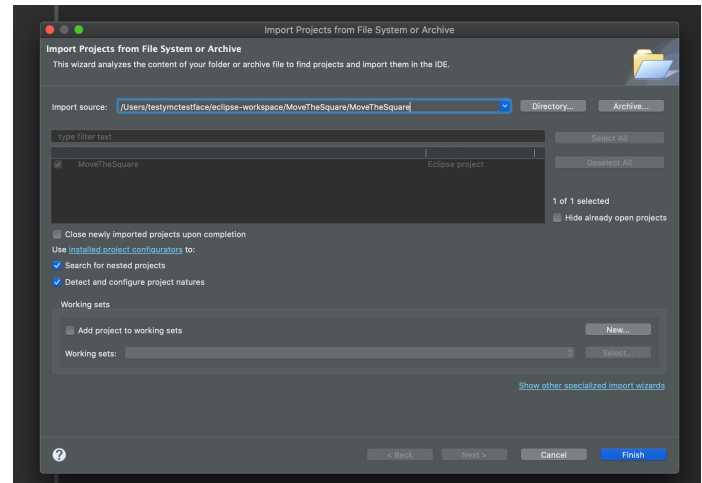 Import Projects from File System or Archive
Import Projects from File System or Archive
This wizard analyzes the content of your folder or archive file to find projects and import them in the IDE.
Import source: /Users/testymctestface/eclipse-workspace/MoveTheSquare/MoveTheSquare Directory... Archive...
type filter text Select All
MoveTheSquare Eclipse project Deselect All
1 of 1 selected
Hide already open projects
Close newly imported projects upon completion
Use installed project configurators to:
Search for nested projects
Detect and configure project natures
Working sets
Add project to working sets New...
Working sets: Select...
Show other specialized import wizards
? < Back Next > Cancel Finish